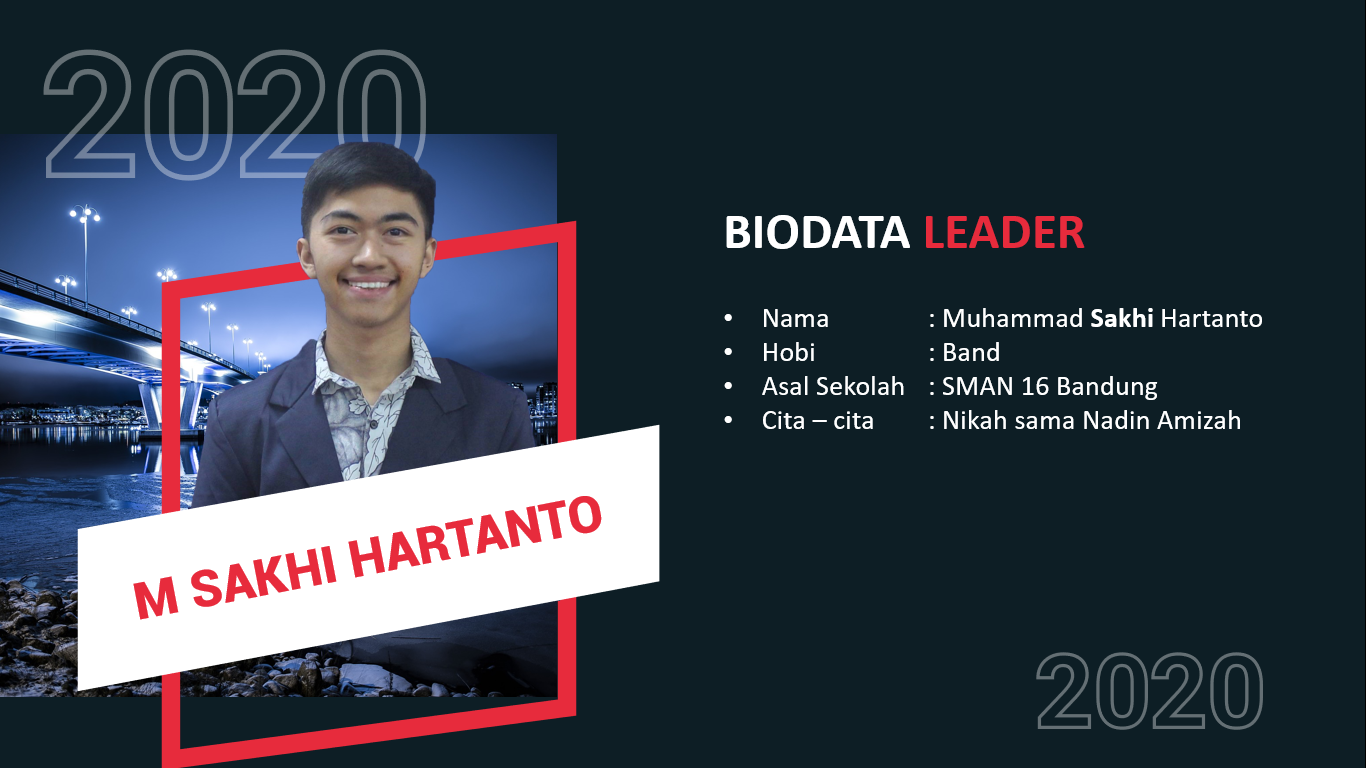 2020
BIODATA LEADER
• Nama : Muhammad Sakhi Hartanto
• Hobi : Band
• Asal Sekolah : SMAN 16 Bandung
• Cita – cita : Nikah sama Nadin Amizah
M SAKHI HARTANTO
2020